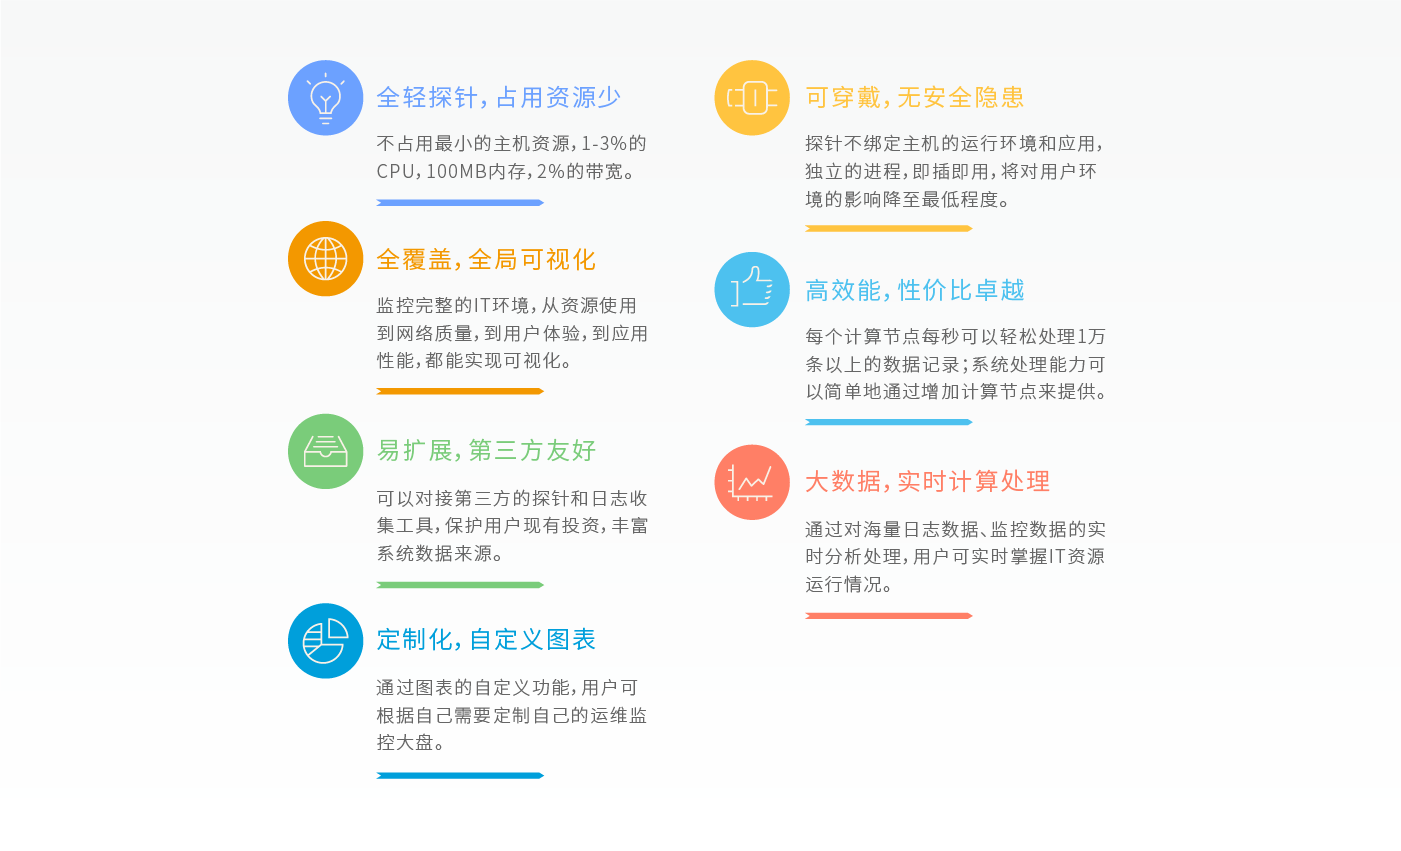 全轻探针，占用资源少
不占用最小的主机资源，1-3%的
CPU，100MB内存，2%的带宽。
全覆盖，全局可视化
监控完整的IT环境，从资源使用
到网络质量，到用户体验，到应用
性能，都能实现可视化。
易扩展，第三方友好
可以对接第三方的探针和日志收
集工具，保护用户现有投资，丰富
系统数据来源。
定制化，自定义图表
通过图表的自定义功能，用户可
根据自己需要定制自己的运维监
控大盘。
可穿戴，无安全隐患
探针不绑定主机的运行环境和应用，
独立的进程，即插即用，将对用户环
境的影响降至最低程度。
高效能，性价比卓越
每个计算节点每秒可以轻松处理1万
条以上的数据记录；系统处理能力可
以简单地通过增加计算节点来提供。
大数据，实时计算处理
通过对海量日志数据、监控数据的实
时分析处理，用户可实时掌握IT资源
运行情况。